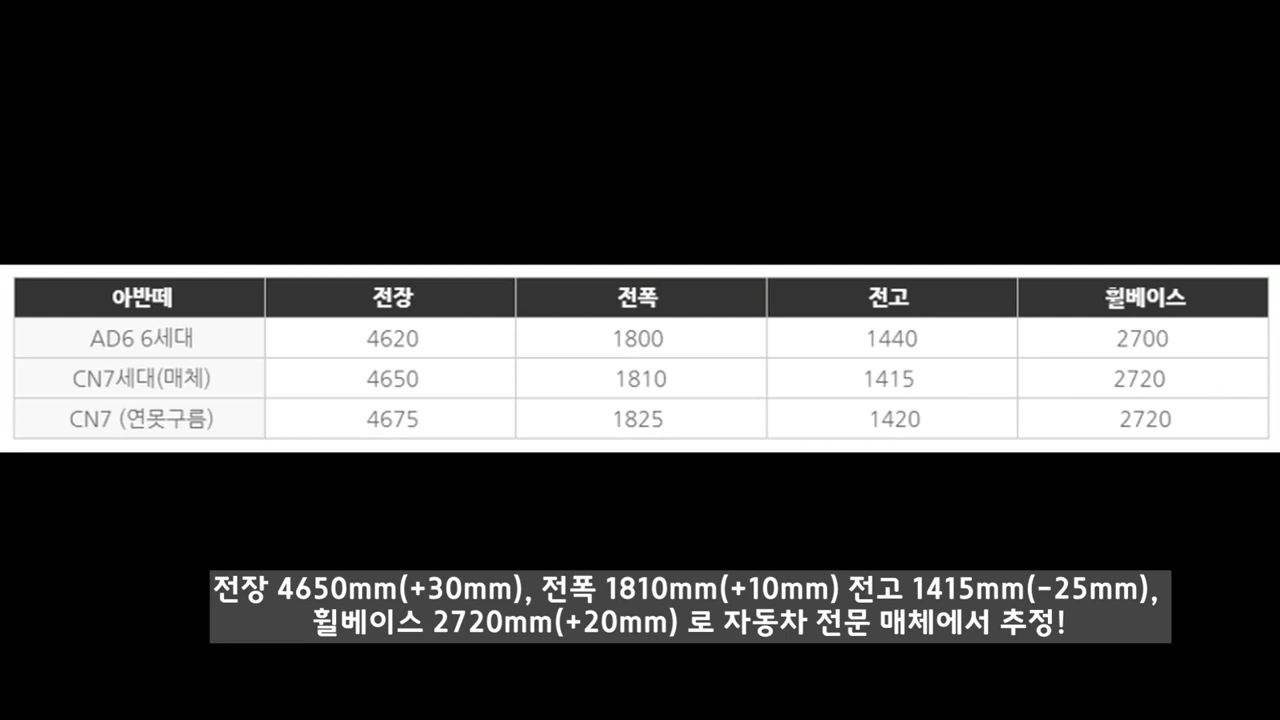 아반떼 전장 전폭 전고 휠베이스
AD6 6세대 4620 1800 1440 2700
CN7세대(매체) 4650 1810 1415 2720
CN7 (연못구름) 4675 1825 1420 2720
전장 4650mm(+30mm), 전폭 1810mm(+10mm) 전고 1415mm(-25mm),
휠베이스 2720mm(+20mm) 로 자동차 전문 매체에서 추정!